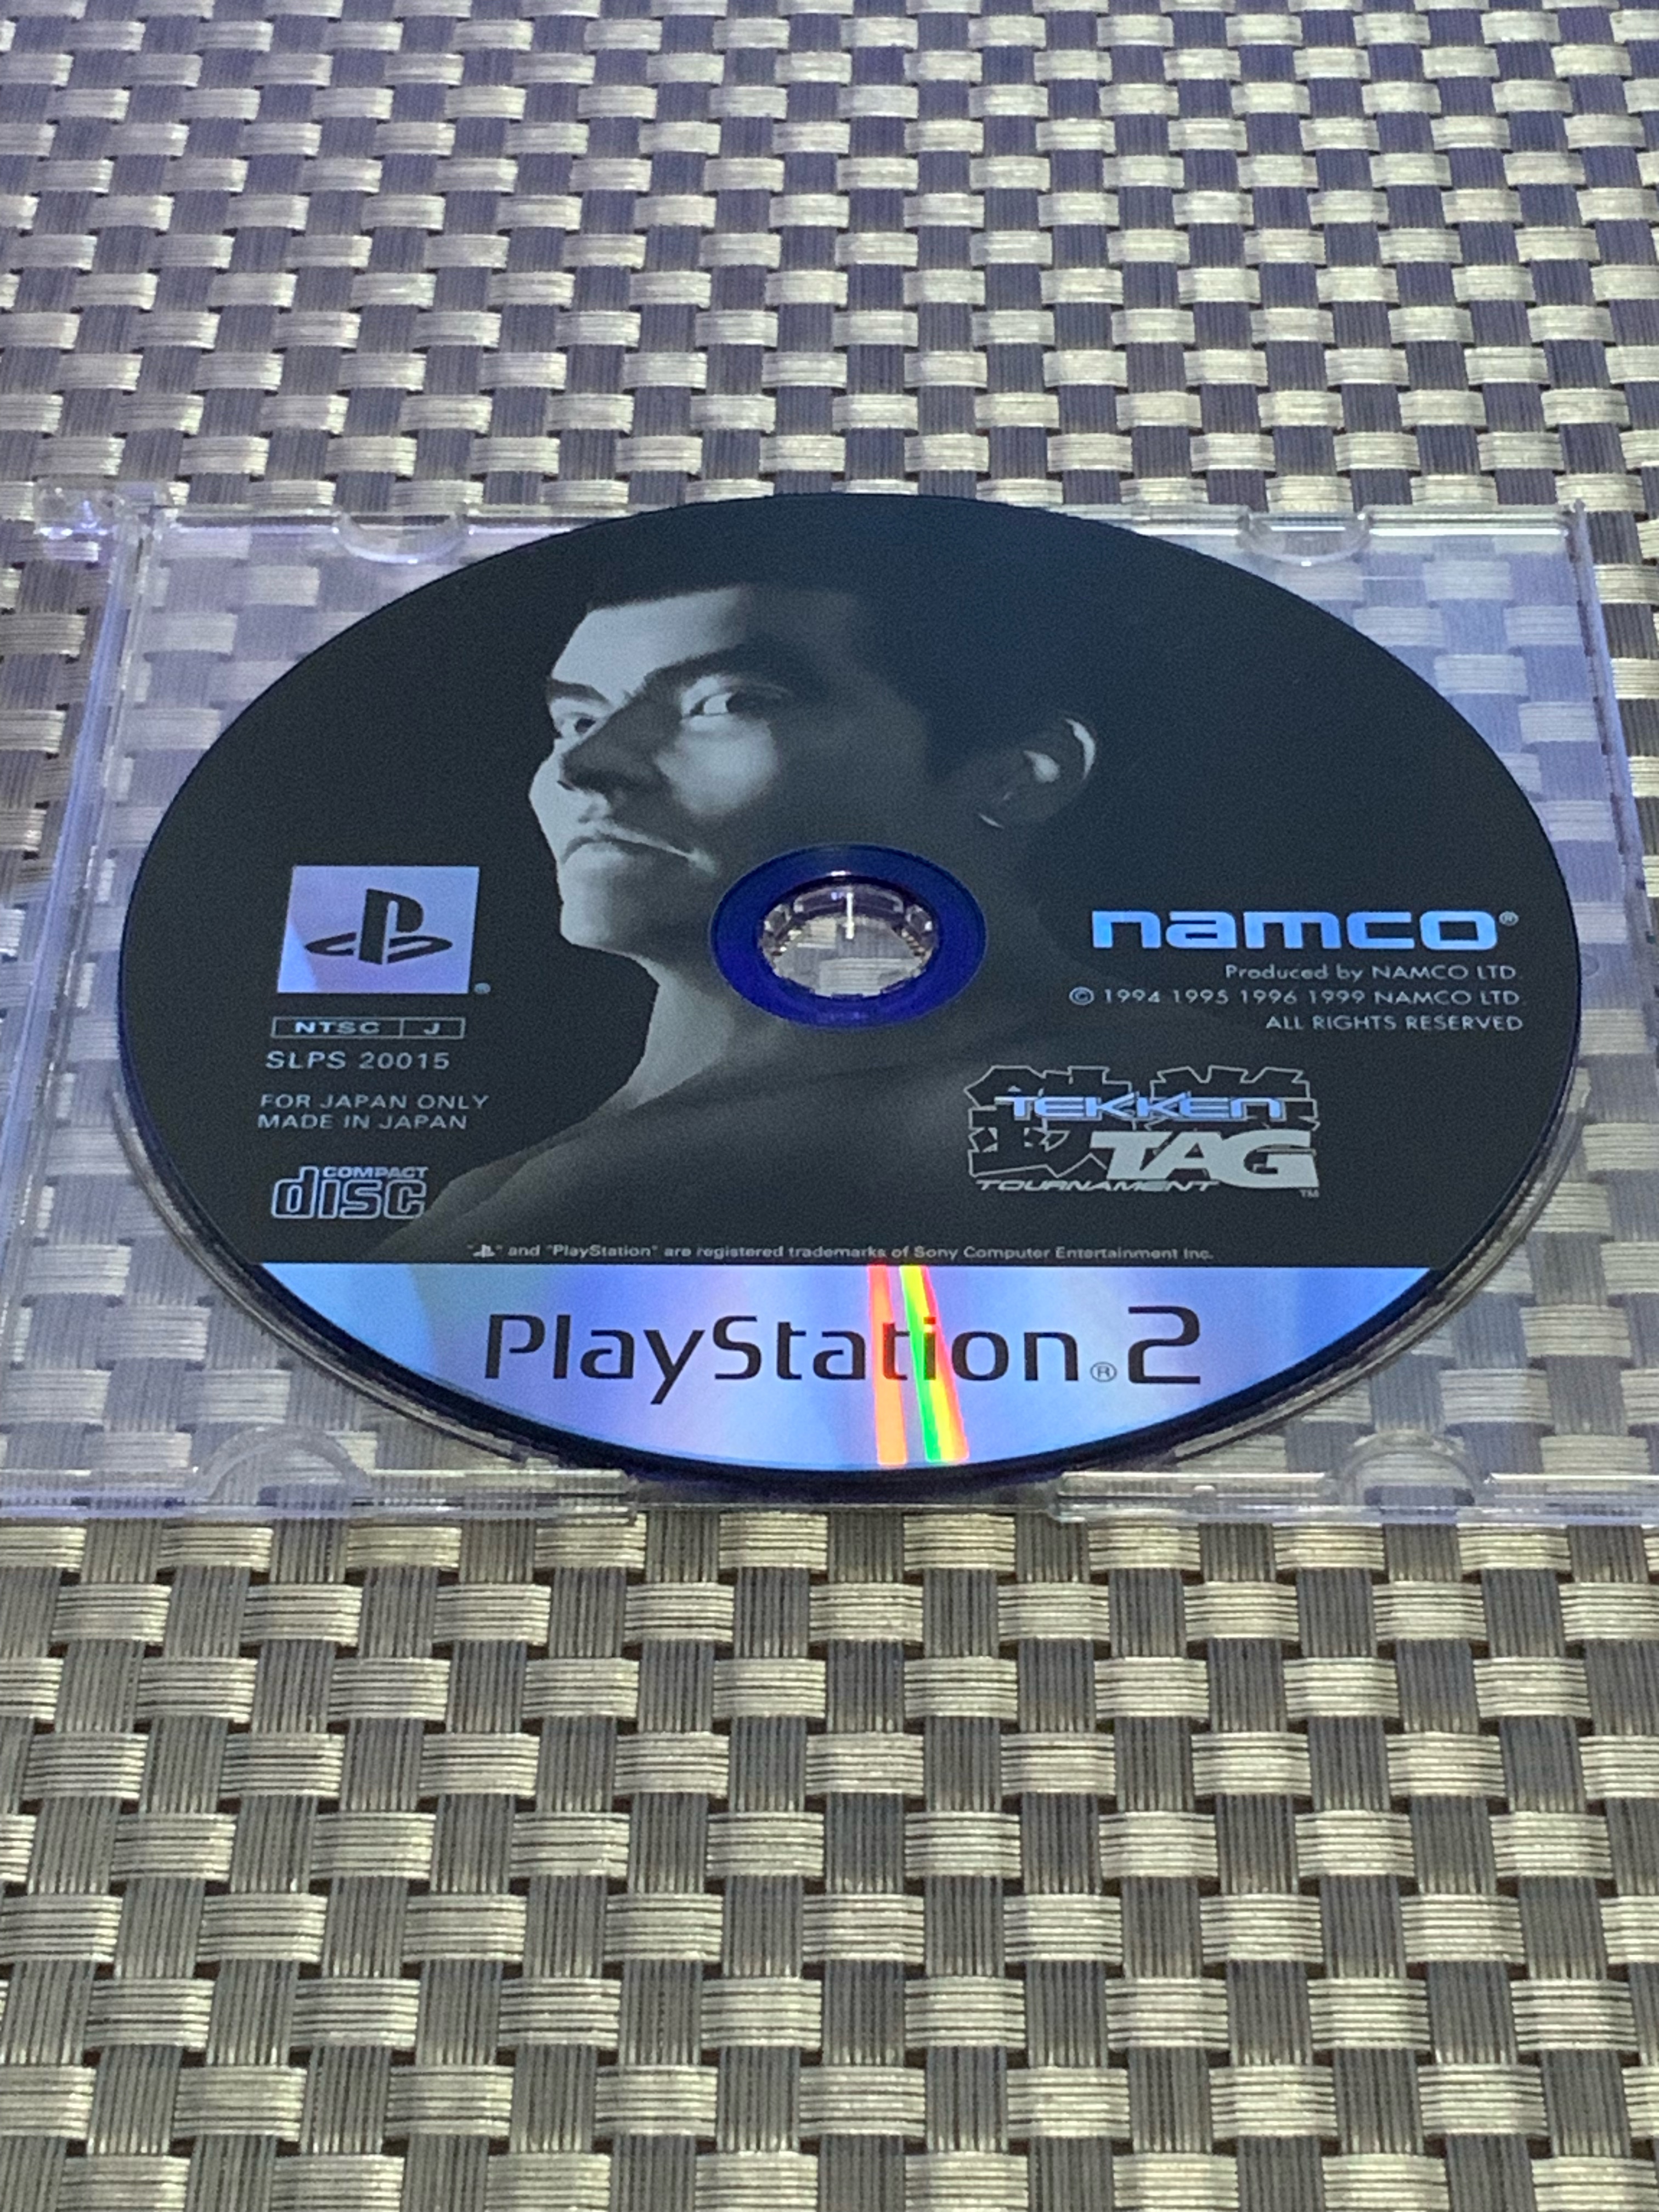 namco®
Produced by NAMCO LTD.
© 1994 1995 1996 1999 NAMCO LTD.
ALL RIGHTS RESERVED
NTSC J
SLPS 20015
FOR JAPAN ONLY
MADE IN JAPAN
COMPACT
disc
鉄拳
TEKKEN
TAG
TOURNAMENT
TM
" " and "PlayStation" are registered trademarks of Sony Computer Entertainment Inc.
PlayStation®2